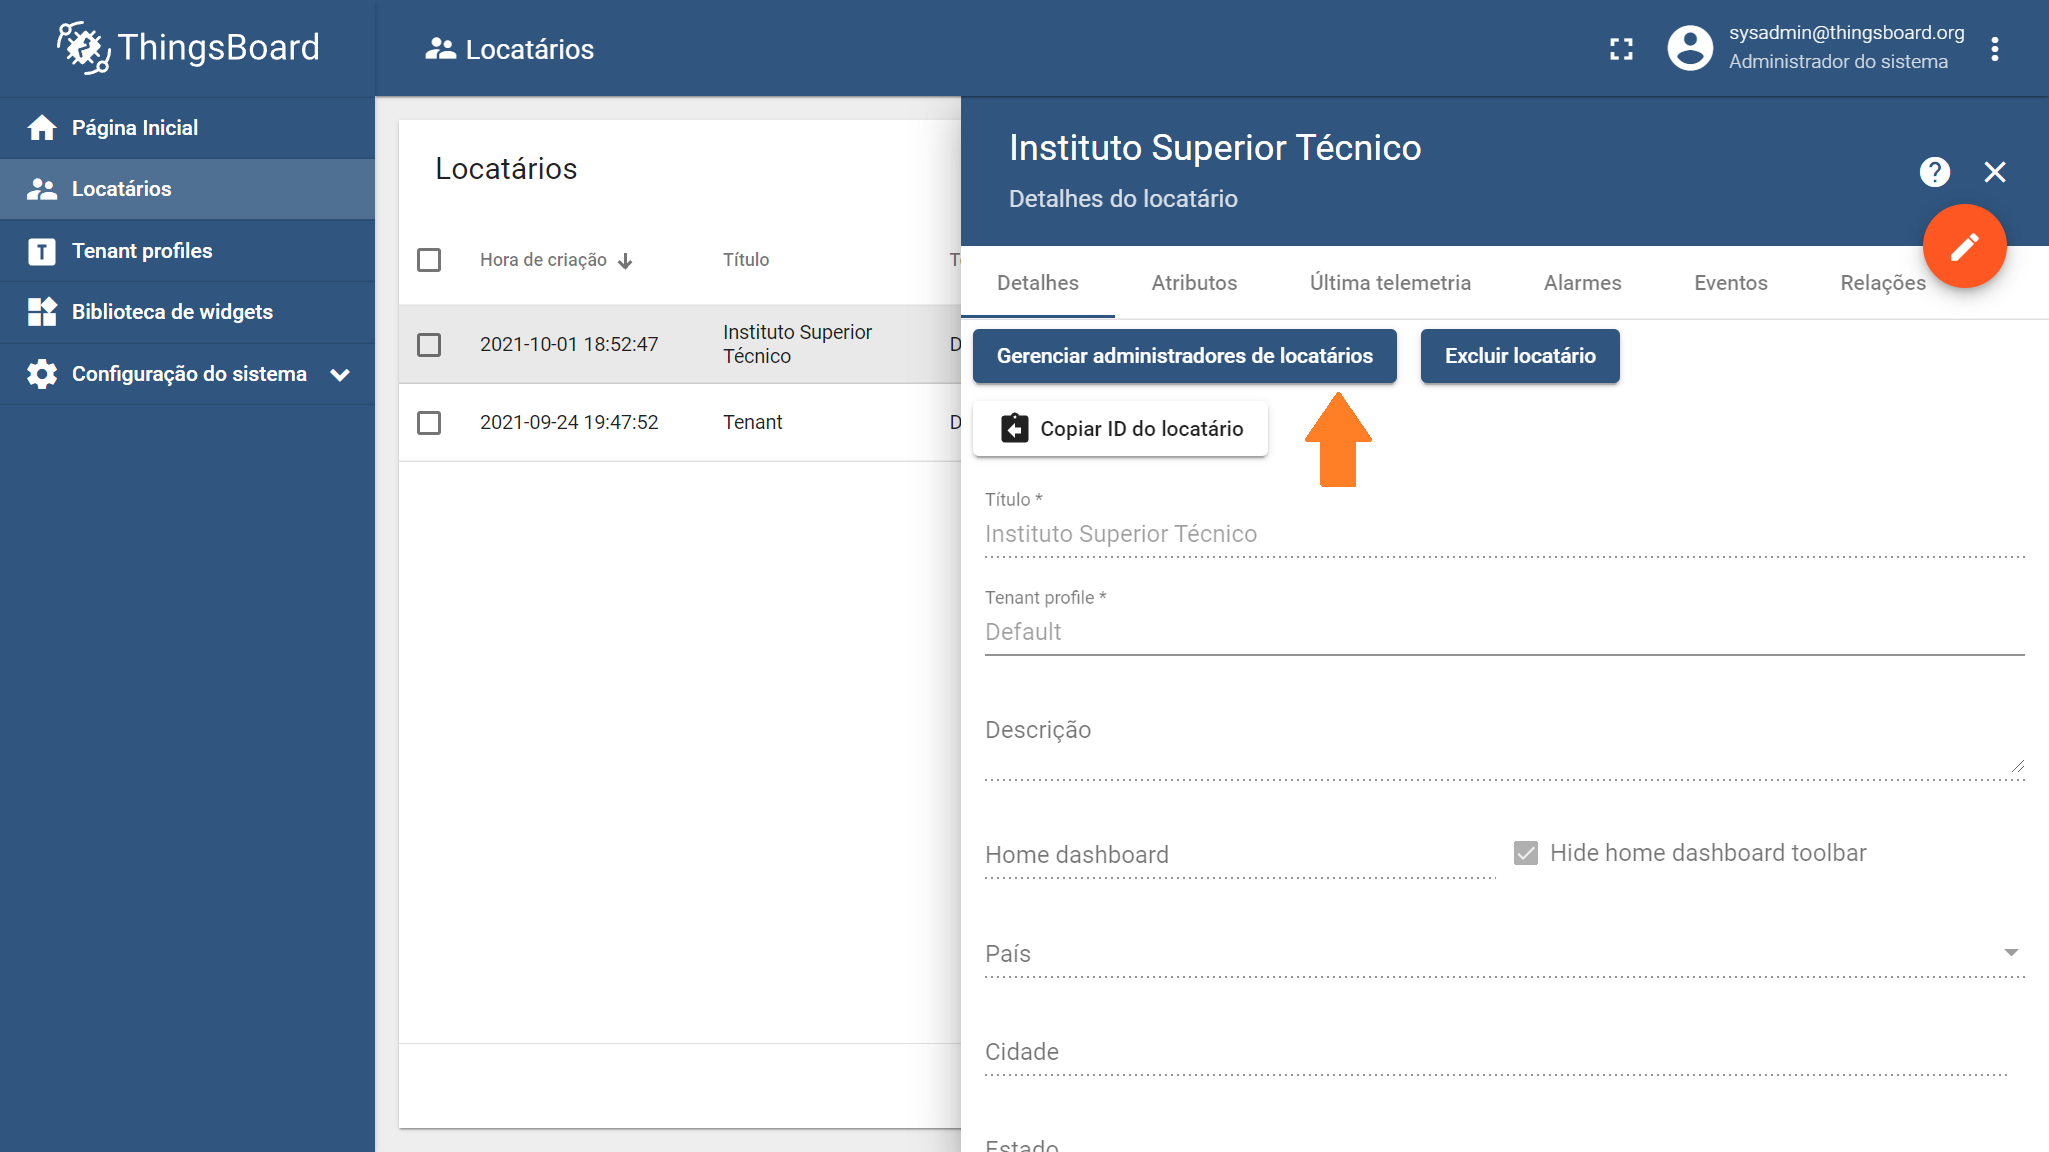 ThingsBoard
Locatários
sysadmin@thingsboard.org
Administrador do sistema
Página Inicial
Locatários
Tenant profiles
Biblioteca de widgets
Configuração do sistema
Locatários
Hora de criação
Título
2021-10-01 18:52:47
Instituto Superior
Técnico
D
2021-09-24 19:47:52
Tenant
D
Instituto Superior Técnico
Detalhes do locatário
Detalhes
Atributos
Última telemetria
Alarmes
Eventos
Relações
Gerenciar administradores de locatários
Excluir locatário
Copiar ID do locatário
Título *
Instituto Superior Técnico
Tenant profile *
Default
Descrição
Home dashboard
Hide home dashboard toolbar
País
Cidade
Estado